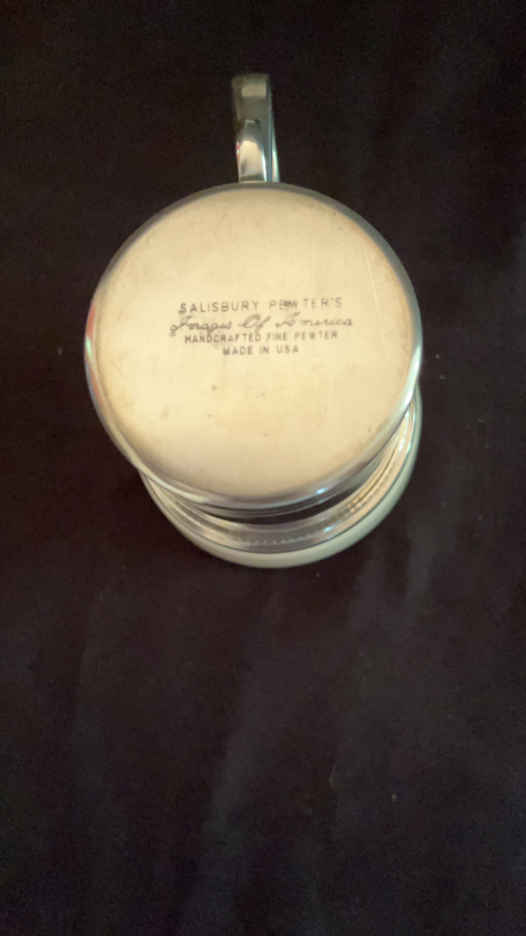 SALISBURY PEWTER'S
Images Of America
HANDCRAFTED FINE PEWTER
MADE IN USA